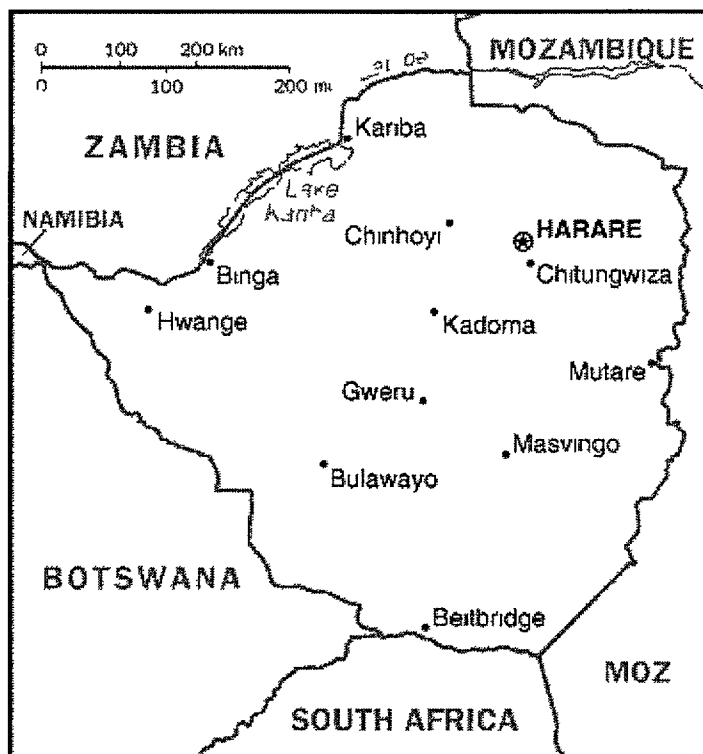 0 100 200 km
0 100 200 mi
MOZAMBIQUE
ZAMBIA
Kariba
Lake
Kariba
NAMIBIA
Chinhoyi
HARARE
Binga
Chitungwiza
Hwange
Kadoma
Mutare
Gweru
Masvingo
Bulawayo
BOTSWANA
Beitbridge
MOZ
SOUTH AFRICA